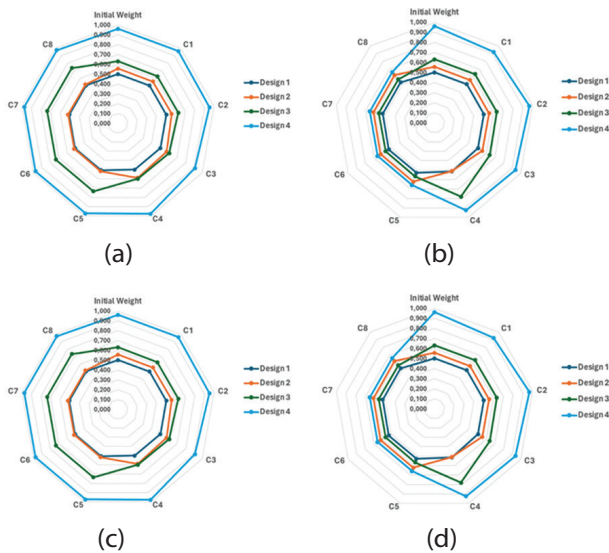 Initial Weight
1,000
0,900
0,800
0,700
0,600
0,500
0,400
0,300
0,200
0,100
0,000
C1
C2
C3
C4
C5
C6
C7
C8
Design 1
Design 2
Design 3
Design 4
(a)
Initial Weight
1,000
0,900
0,800
0,700
0,600
0,500
0,400
0,300
0,200
0,100
0,000
C1
C2
C3
C4
C5
C6
C7
C8
Design 1
Design 2
Design 3
Design 4
(b)
Initial Weight
1,000
0,900
0,800
0,700
0,600
0,500
0,400
0,300
0,200
0,100
0,000
C1
C2
C3
C4
C5
C6
C7
C8
Design 1
Design 2
Design 3
Design 4
(c)
Initial Weight
1,000
0,900
0,800
0,700
0,600
0,500
0,400
0,300
0,200
0,100
0,000
C1
C2
C3
C4
C5
C6
C7
C8
Design 1
Design 2
Design 3
Design 4
(d)